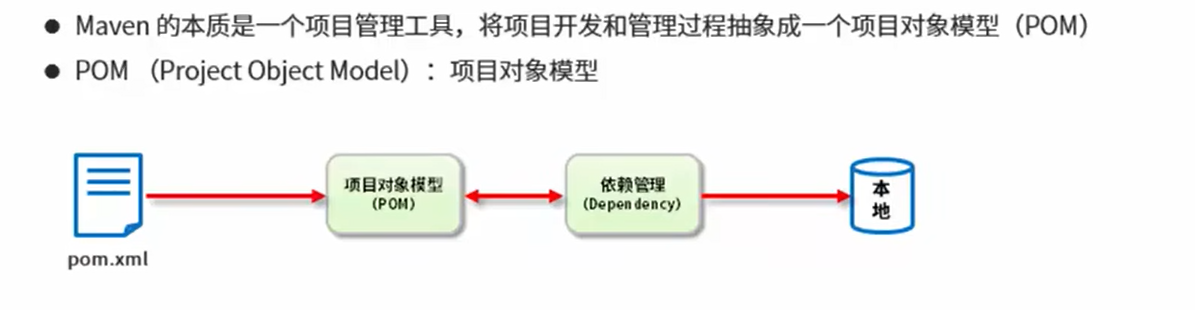 ● Maven 的本质是一个项目管理工具，将项目开发和管理过程抽象成一个项目对象模型（POM）
● POM （Project Object Model）：项目对象模型
项目对象模型
（POM）
依赖管理
（Dependency）
本
地
pom.xml